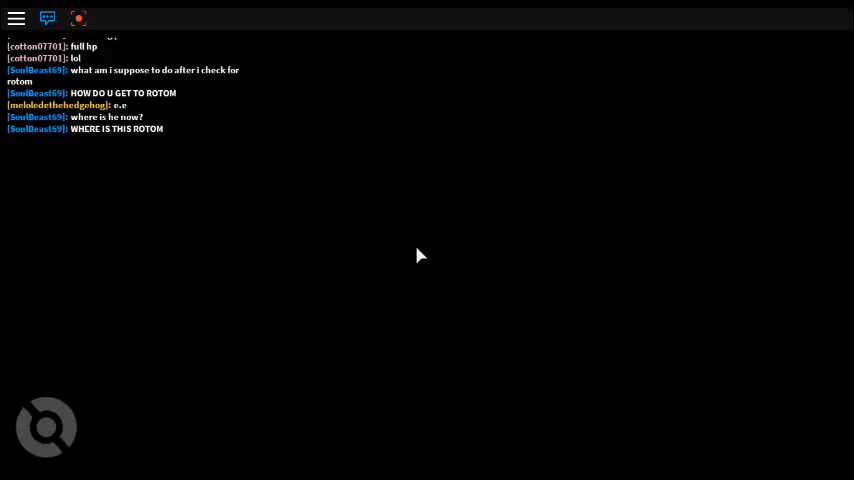 [cotton07701]: full hp
[cotton07701]: lol
[SoulBeast69]: what am i suppose to do after i check for
rotom
[SoulBeast69]: HOW DO U GET TO ROTOM
[meloledethehedgehog]: e.e
[SoulBeast69]: where is he now?
[SoulBeast69]: WHERE IS THIS ROTOM